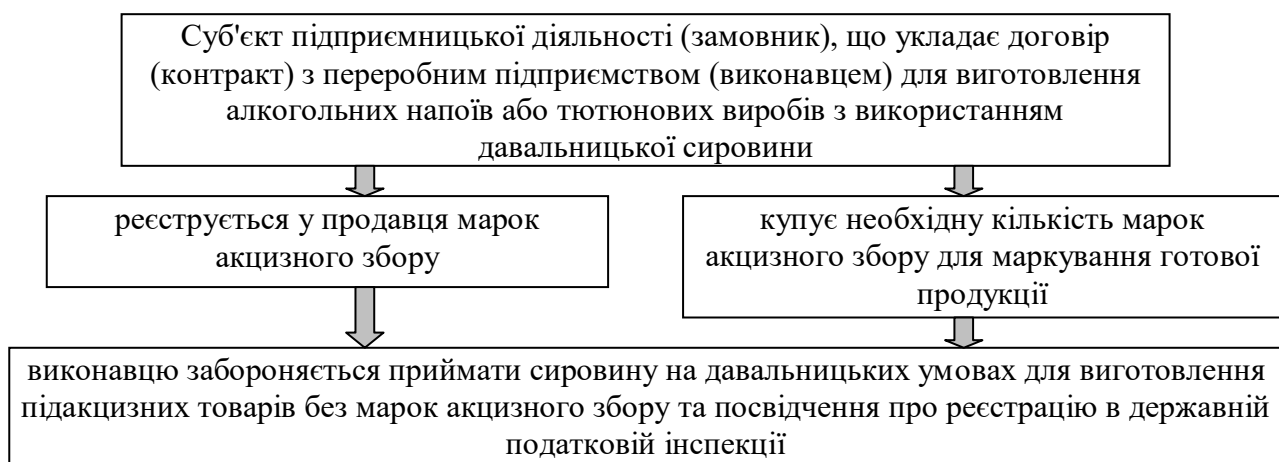 Суб'єкт підприємницької діяльності (замовник), що укладає договір
(контракт) з переробним підприємством (виконавцем) для виготовлення
алкогольних напоїв або тютюнових виробів з використанням
давальницької сировини
реєструється у продавця марок
акцизного збору
купує необхідну кількість марок
акцизного збору для маркування готової
продукції
виконавцю забороняється приймати сировину на давальницьких умовах для виготовлення
підакцизних товарів без марок акцизного збору та посвідчення про реєстрацію в державній
податковій інспекції